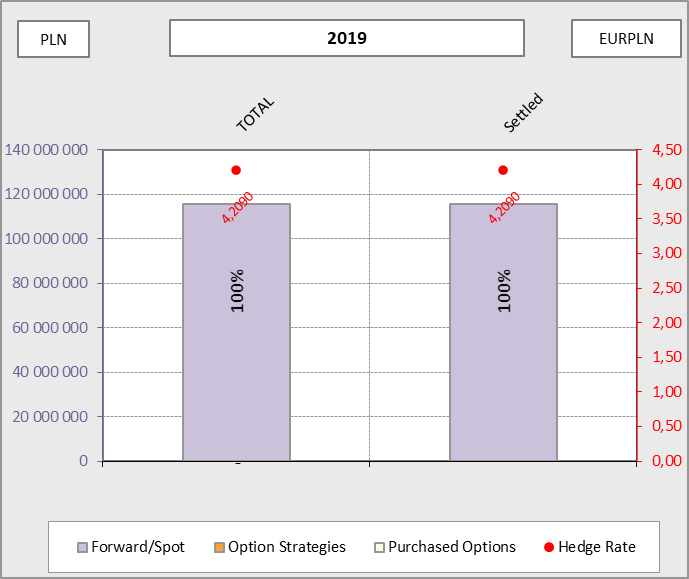 PLN
2019
EURPLN
TOTAL
Settled
140 000 000
120 000 000
100 000 000
80 000 000
60 000 000
40 000 000
20 000 000
0
4,50
4,00
3,50
3,00
2,50
2,00
1,50
1,00
0,50
0,00
4,2090
4,2090
100%
100%
-
Forward/Spot
Option Strategies
Purchased Options
Hedge Rate